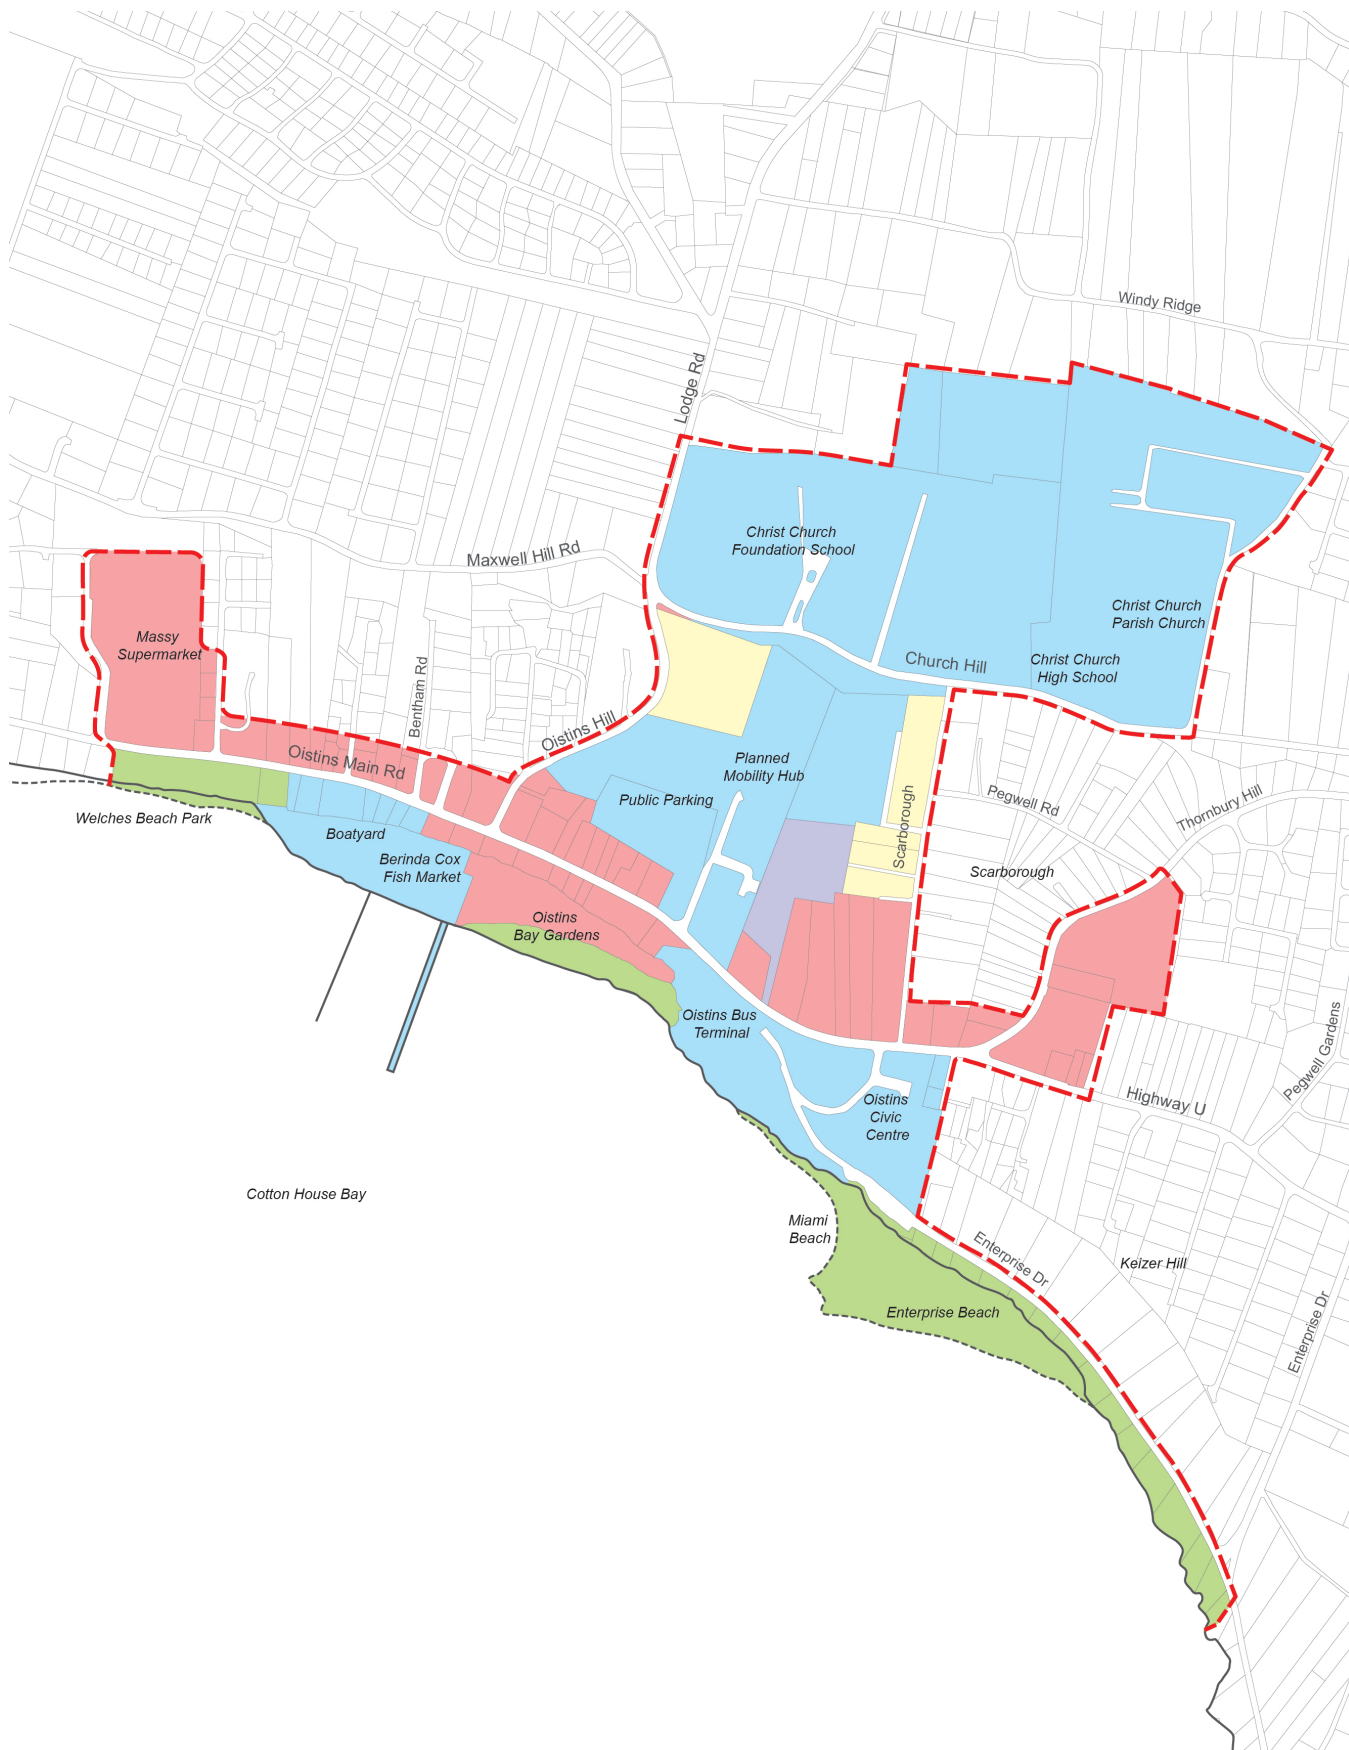 Windy Ridge
Lodge Rd
Christ Church
Foundation School
Maxwell Hill Rd
Christ Church
Parish Church
Massy
Supermarket
Church Hill
Christ Church
High School
Bentham Rd
Oistins Hill
Oistins Main Rd
Planned
Mobility Hub
Public Parking
Scarborough
Pegwell Rd
Thornbury Hill
Welches Beach Park
Boatyard
Berinda Cox
Fish Market
Scarborough
Oistins
Bay Gardens
Oistins Bus
Terminal
Pegwell Gardens
Oistins
Civic
Centre
Highway U
Cotton House Bay
Miami
Beach
Enterprise Dr
Keizer Hill
Enterprise Beach
Enterprise Dr